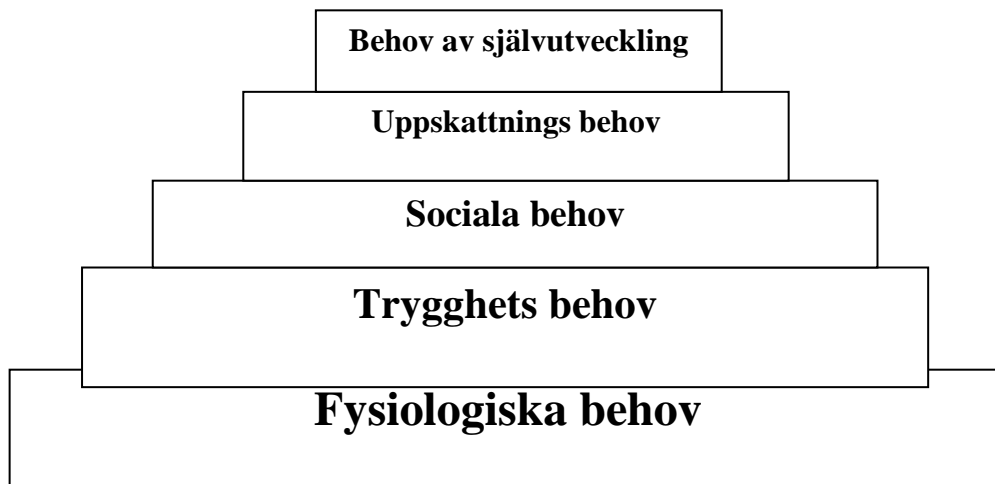 Behov av självutveckling
Uppskattnings behov
Sociala behov
Trygghets behov
Fysiologiska behov